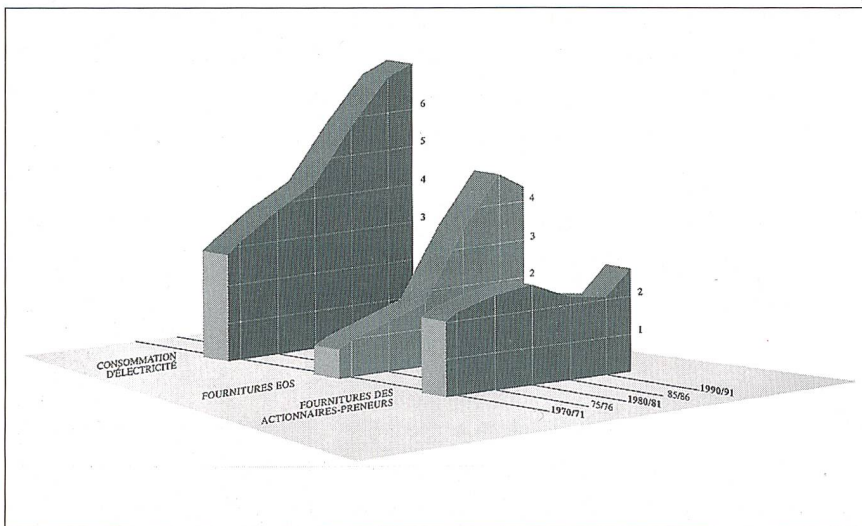 6
5
4
3
4
3
2
2
1
CONSOMMATION
D'ÉLECTRICITÉ
FOURNITURES EOS
FOURNITURES DES
ACTIONNAIRES-PRENEURS
1990/91
85/86
1980/81
75/76
1970/71